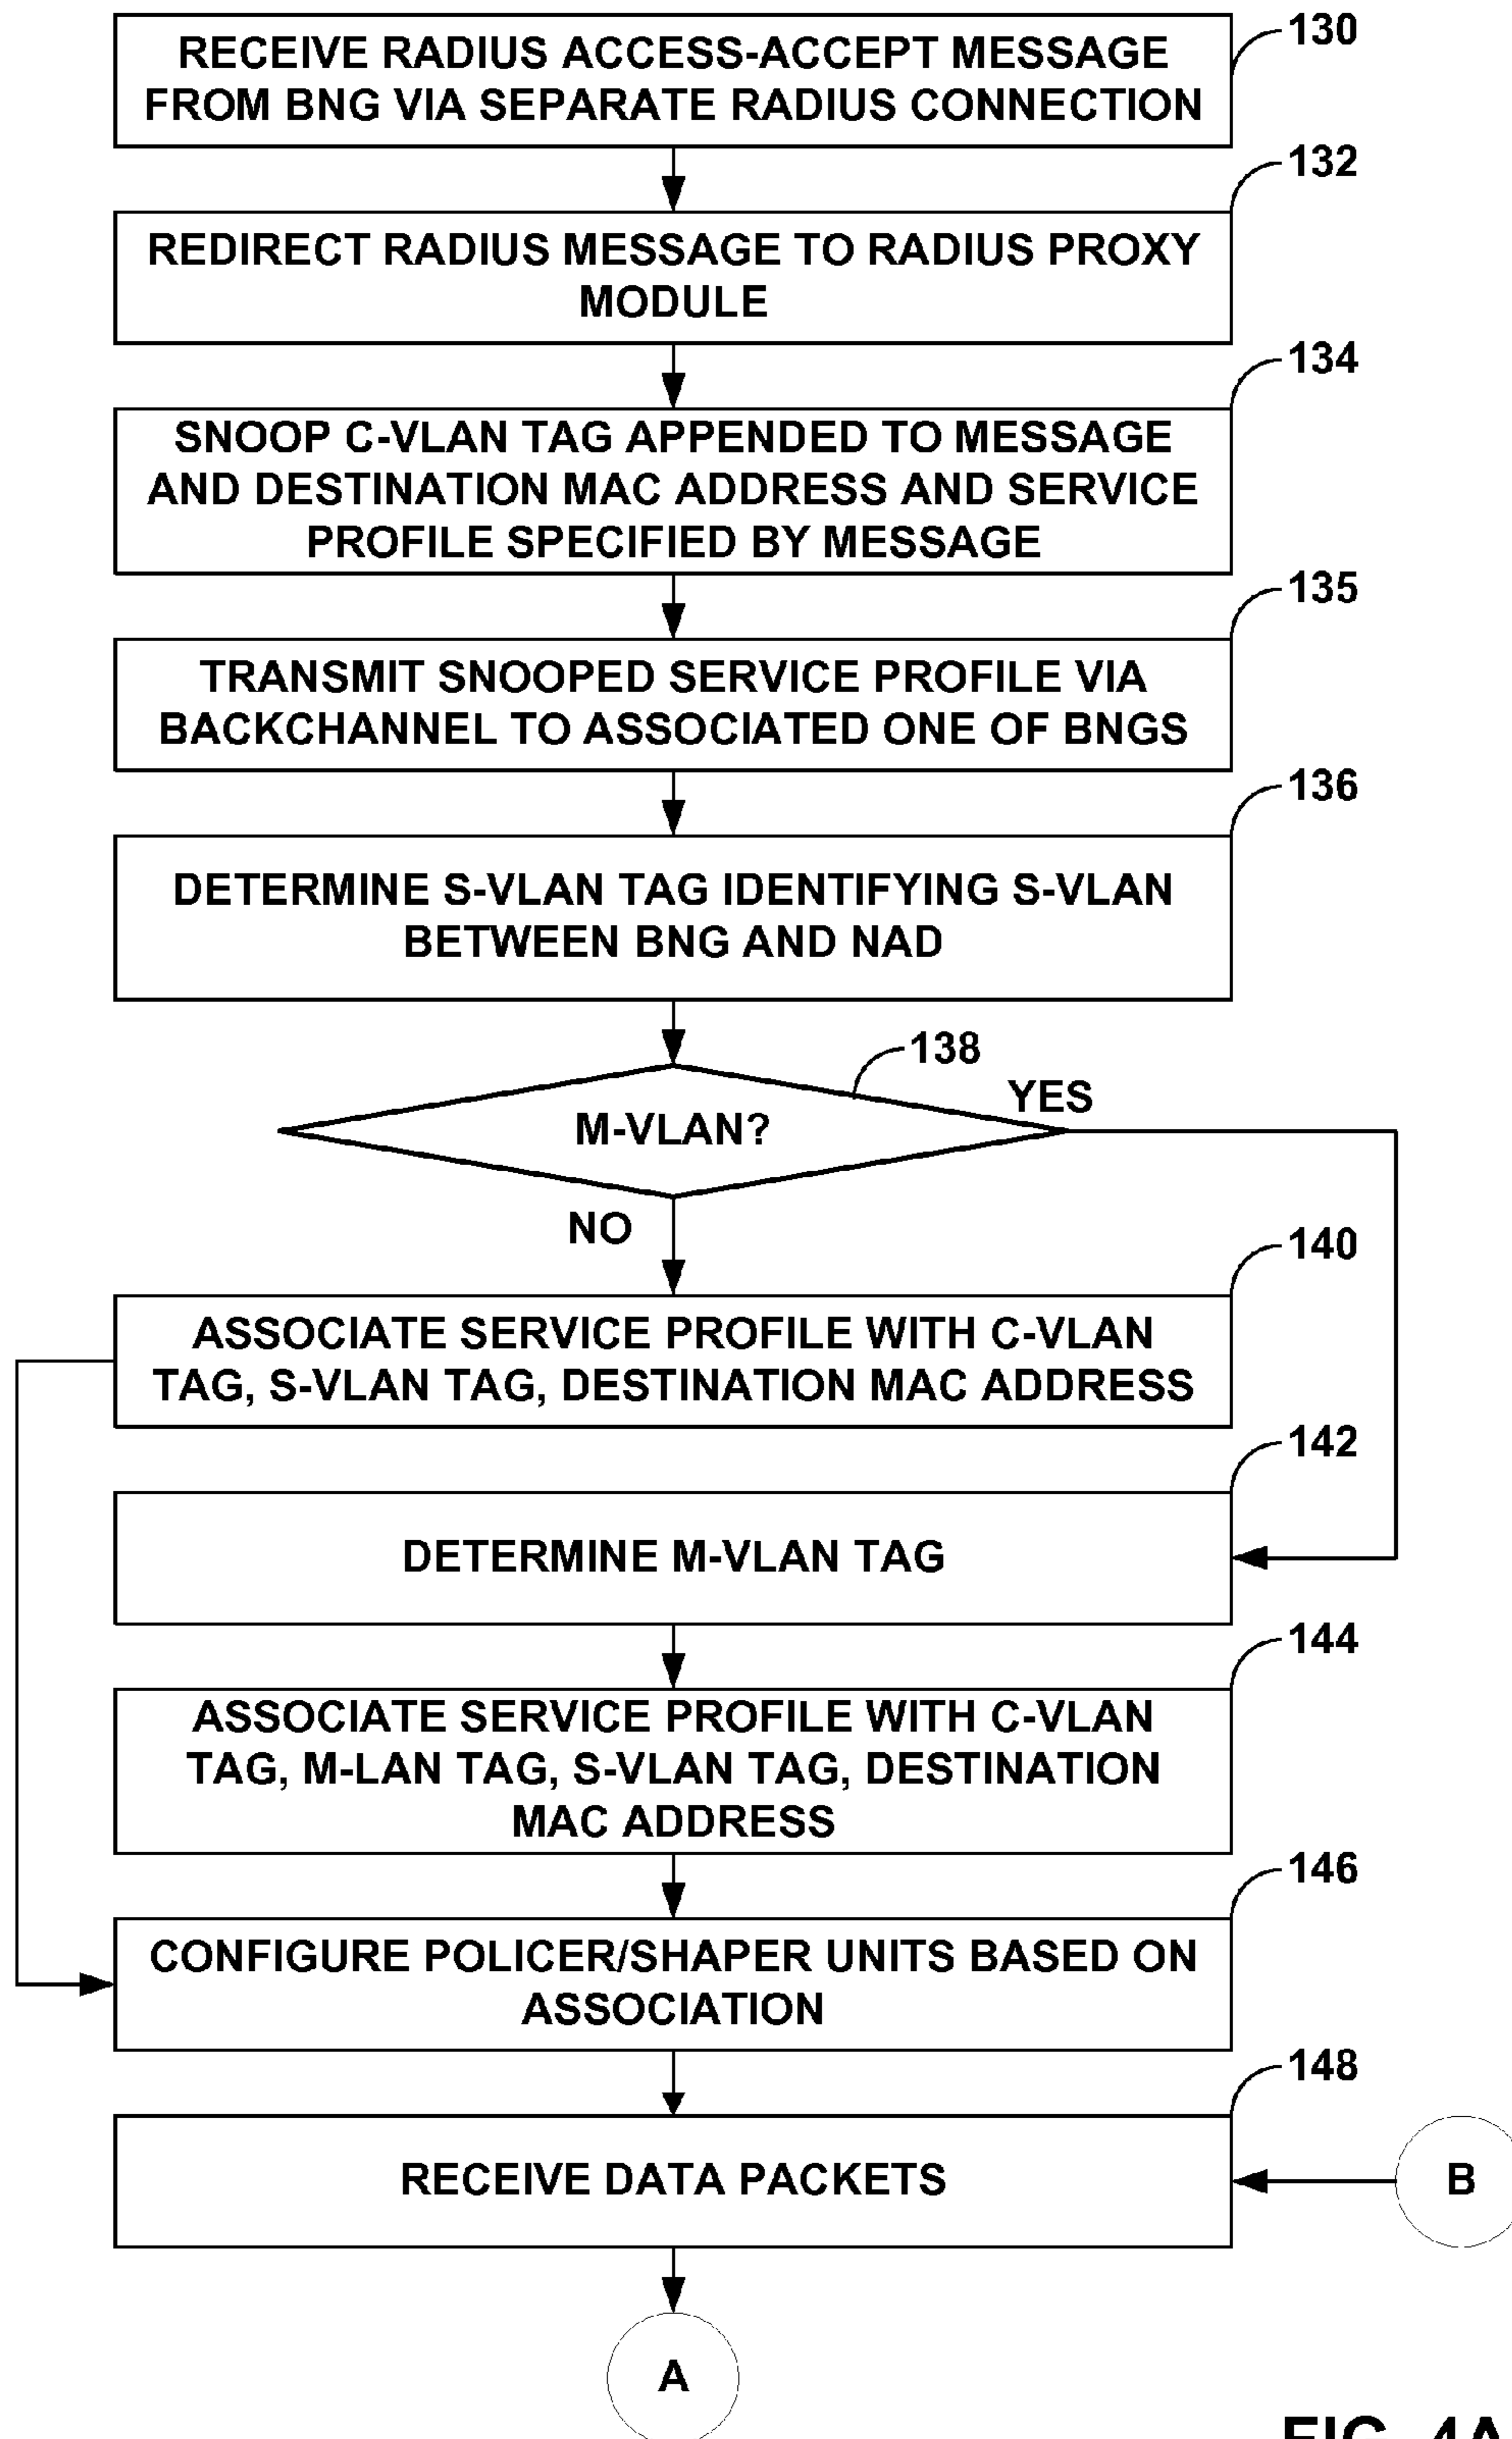 130
RECEIVE RADIUS ACCESS-ACCEPT MESSAGE
FROM BNG VIA SEPARATE RADIUS CONNECTION
132
REDIRECT RADIUS MESSAGE TO RADIUS PROXY
MODULE
134
SNOOP C-VLAN TAG APPENDED TO MESSAGE
AND DESTINATION MAC ADDRESS AND SERVICE
PROFILE SPECIFIED BY MESSAGE
135
TRANSMIT SNOOPED SERVICE PROFILE VIA
BACKCHANNEL TO ASSOCIATED ONE OF BNGS
136
DETERMINE S-VLAN TAG IDENTIFYING S-VLAN
BETWEEN BNG AND NAD
138
YES
M-VLAN?
NO
140
ASSOCIATE SERVICE PROFILE WITH C-VLAN
TAG, S-VLAN TAG, DESTINATION MAC ADDRESS
142
DETERMINE M-VLAN TAG
144
ASSOCIATE SERVICE PROFILE WITH C-VLAN
TAG, M-LAN TAG, S-VLAN TAG, DESTINATION
MAC ADDRESS
146
CONFIGURE POLICER/SHAPER UNITS BASED ON
ASSOCIATION
148
RECEIVE DATA PACKETS
B
A
FIG. 4A